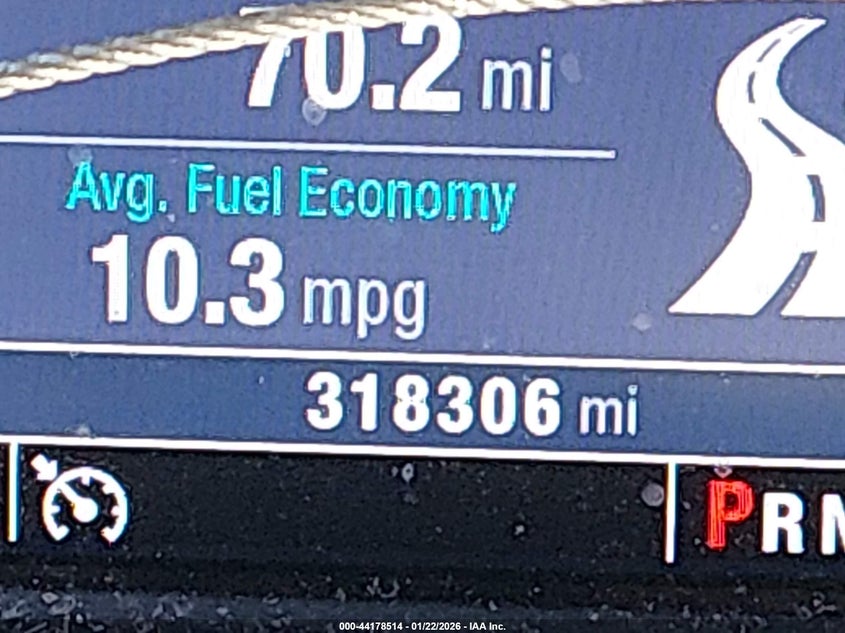 70.2 mi
Avg. Fuel Economy
10.3 mpg
318306 mi
PRN
000-44178514 - 01/22/2026 - IAA Inc.